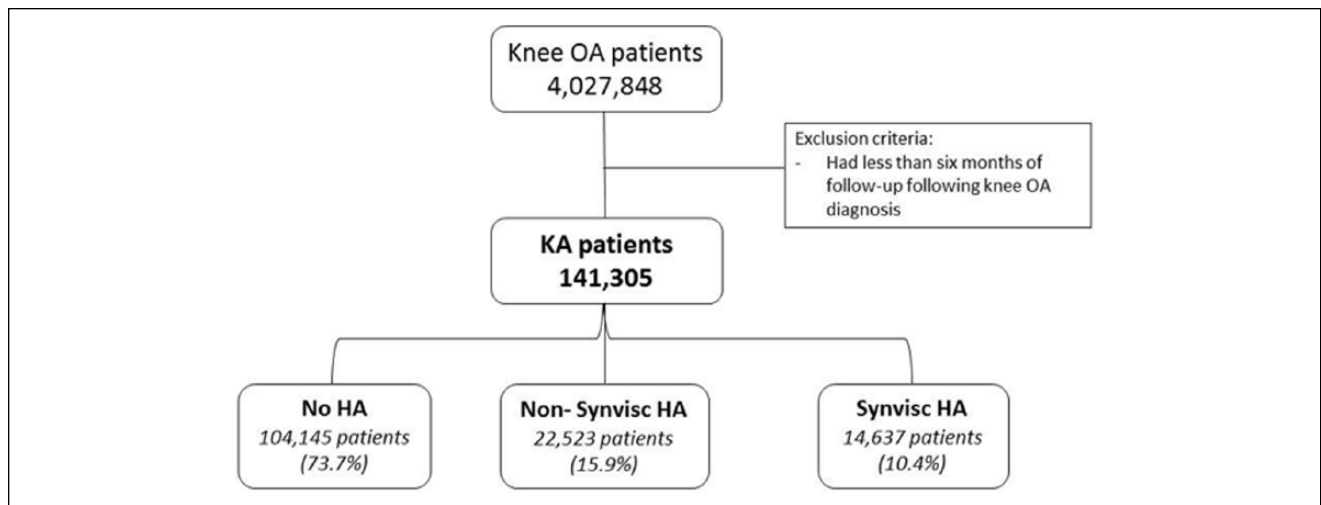 Knee OA patients
4,027,848
Exclusion criteria:
- Had less than six months of
follow-up following knee OA
diagnosis
KA patients
141,305
No HA
104,145 patients
(73.7%)
Non- Synvisc HA
22,523 patients
(15.9%)
Synvisc HA
14,637 patients
(10.4%)